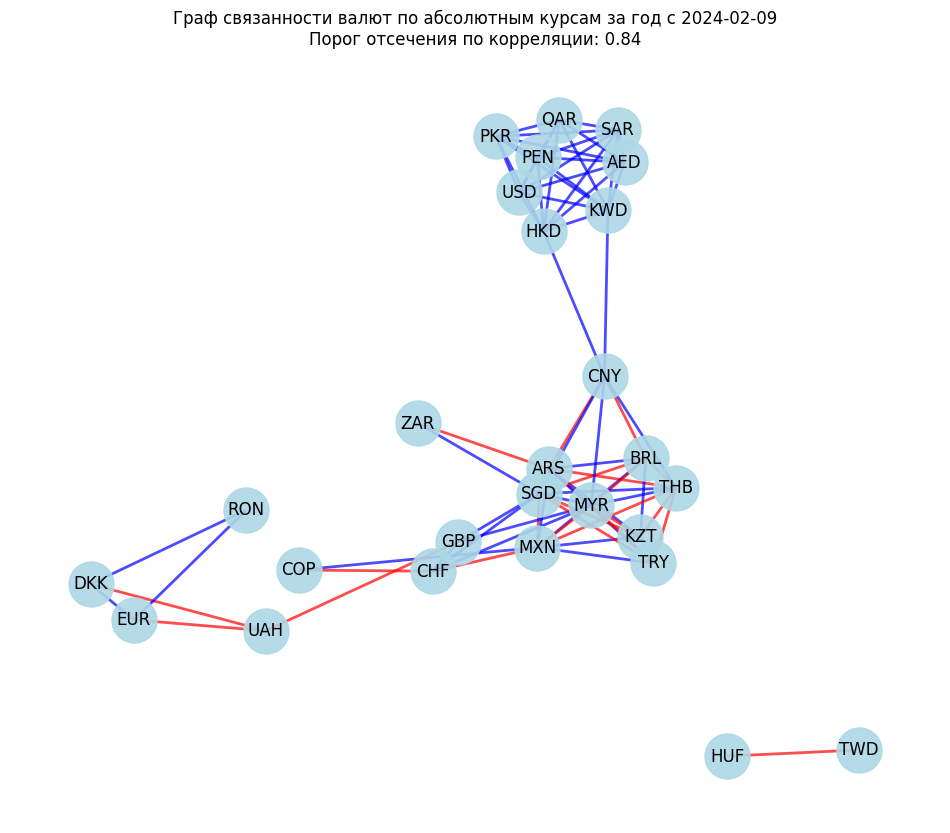 Граф связанности валют по абсолютным курсам за год с 2024-02-09
Порог отсечения по корреляции: 0.84
QAR
SAR
PKR
PEN
AED
USD
KWD
HKD
CNY
ZAR
BRL
ARS
THB
SGD
MYR
RON
KZT
GBP
MXN
TRY
COP
CHF
DKK
EUR
UAH
HUF
TWD